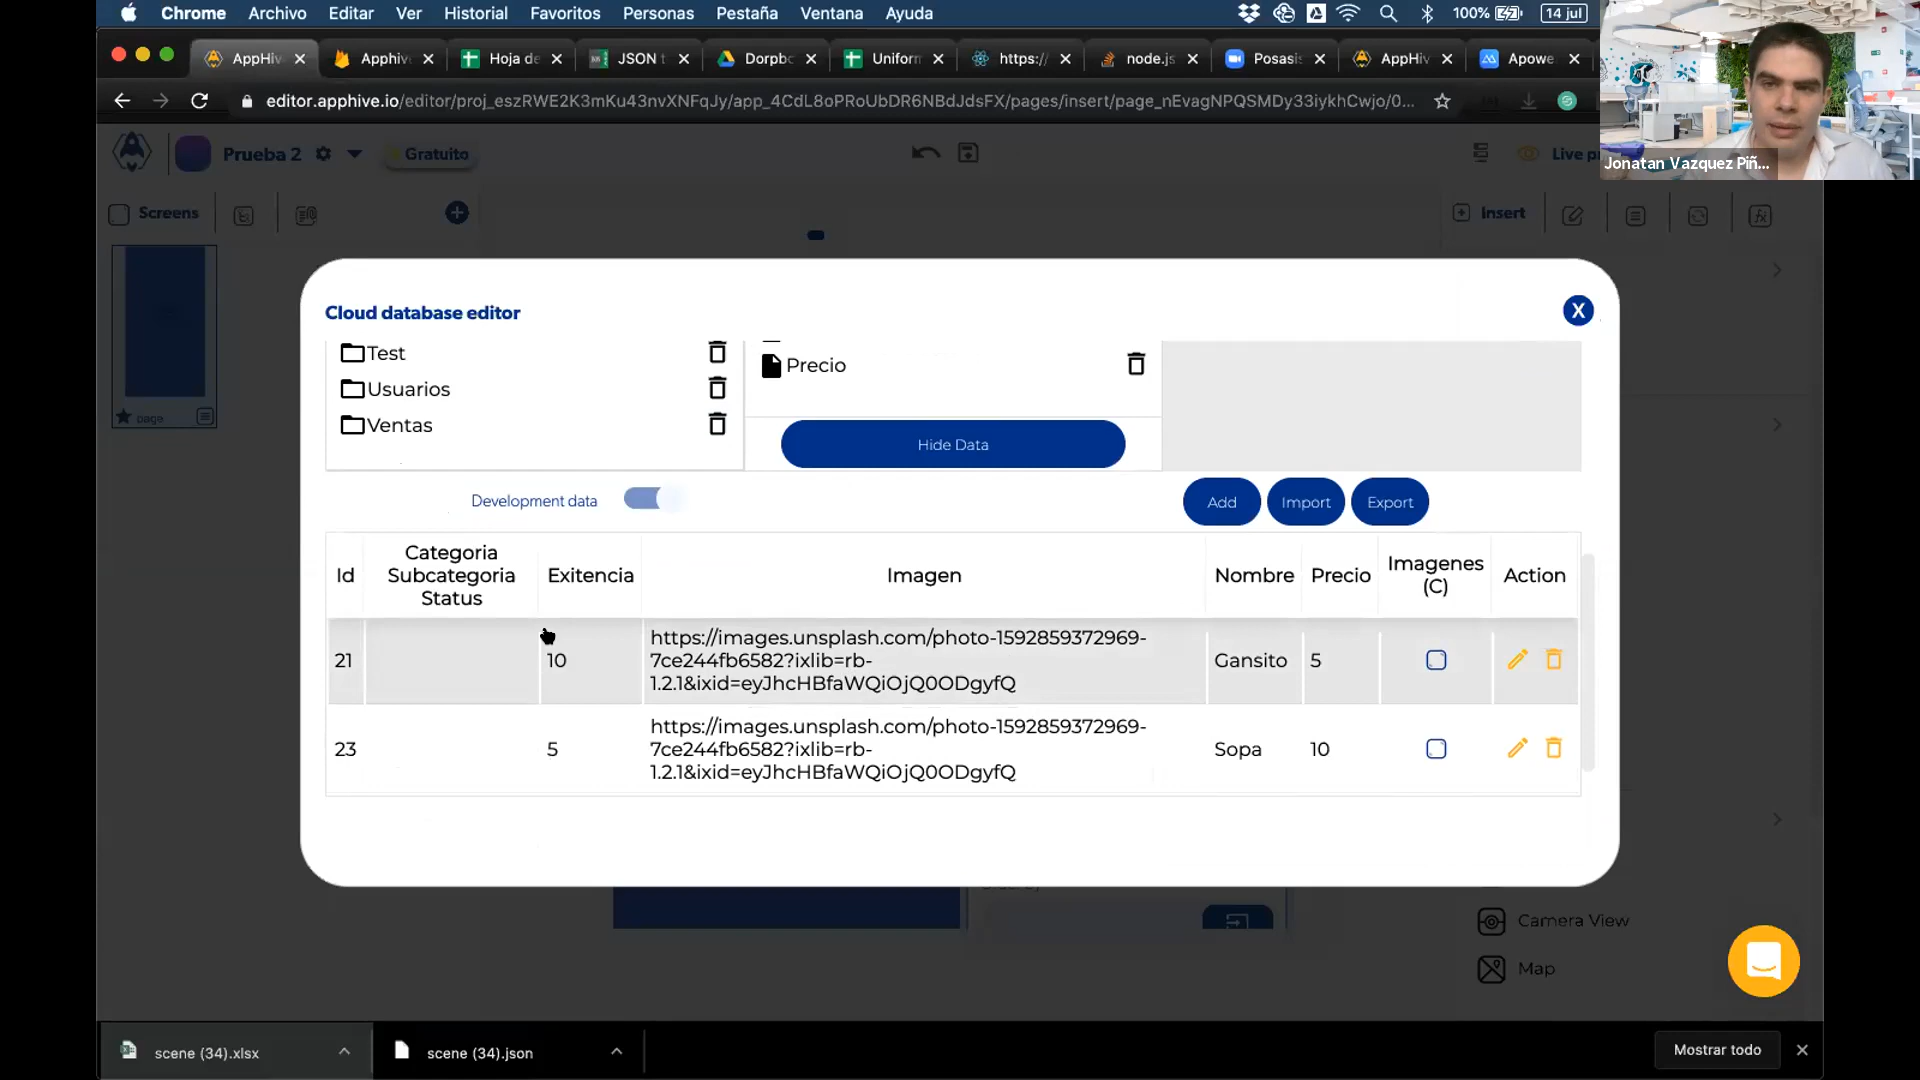 Chrome Archivo Editar Ver Historial Favoritos Personas Pestaña Ventana Ayuda 100% 14 jul
AppHiv Apphiv Hoja de JSON t Dorpb Uniform https:/ node.js Posasis AppHiv Apowe
editor.apphive.io/editor/proj_eszRWE2K3mKu43nvXNFqJy/app_4CdL8oPRoUbDR6NBdJdsFX/pages/insert/page_nEvagNPQSMDy33iykhCwjo/0...
Jonatan Vazquez Piñ...
Prueba 2 Gratuito Live p
Screens Insert
page
Cloud database editor X
Test
Usuarios
Ventas
Precio
Hide Data
Development data Add Import Export
Id Categoria Subcategoria Status Exitencia Imagen Nombre Precio Imagenes (C) Action
21 10 https://images.unsplash.com/photo-1592859372969-
7ce244fb6582?ixlib=rb-
1.2.1&ixid=eyJhcHBfaWQiOjQ0ODgyfQ Gansito 5
23 5 https://images.unsplash.com/photo-1592859372969-
7ce244fb6582?ixlib=rb-
1.2.1&ixid=eyJhcHBfaWQiOjQ0ODgyfQ Sopa 10
Camera View
Map
scene (34).xlsx scene (34).json Mostrar todo